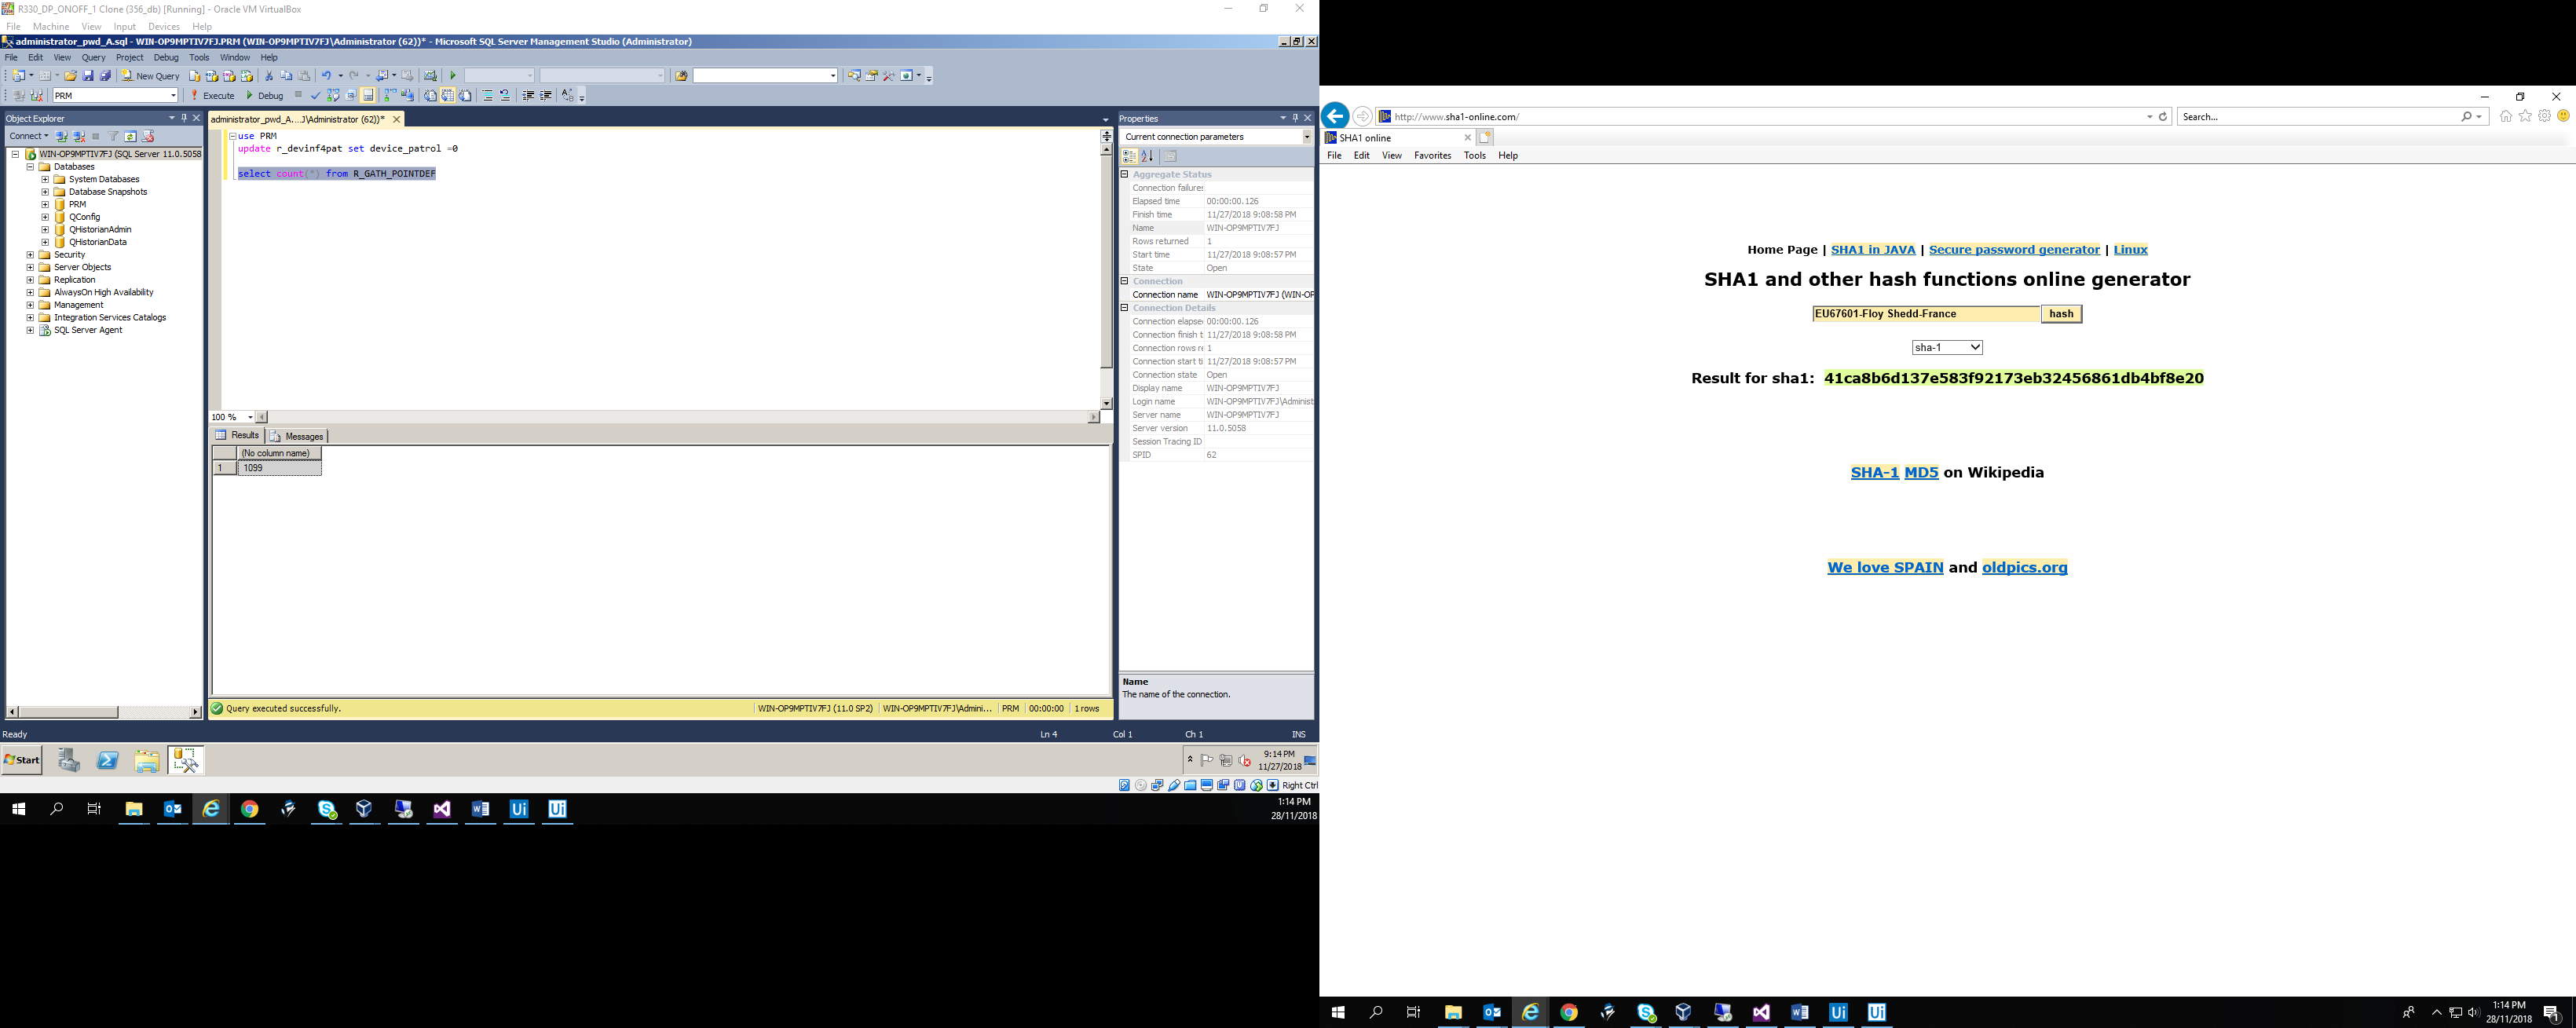 R330_DP_ONOFF_1 Clone (356_db) [Running] - Oracle VM VirtualBox
File Machine View Input Devices Help
administrator_pwd_A.sql - WIN-OP9MPTIV7FJ.PRM (WIN-OP9MPTIV7FJ\Administrator (62))* - Microsoft SQL Server Management Studio (Administrator)
File Edit View Query Project Debug Tools Window Help
New Query
PRM
Execute Debug
Object Explorer
Connect
WIN-OP9MPTIV7FJ (SQL Server 11.0.5058
Databases
System Databases
Database Snapshots
PRM
QConfig
QHistorianAdmin
QHistorianData
Security
Server Objects
Replication
AlwaysOn High Availability
Management
Integration Services Catalogs
SQL Server Agent
administrator_pwd_A....J\Administrator (62))*
use PRM
update r_devinf4pat set device_patrol =0
select count(*) from R_GATH_POINTDEF
100 %
Results Messages
(No column name)
1 1099
Query executed successfully.
WIN-OP9MPTIV7FJ (11.0 SP2) WIN-OP9MPTIV7FJ\Admini... PRM 00:00:00 1 rows
Properties
Current connection parameters
Aggregate Status
Connection failures
Elapsed time 00:00:00.126
Finish time 11/27/2018 9:08:58 PM
Name WIN-OP9MPTIV7FJ
Rows returned 1
Start time 11/27/2018 9:08:57 PM
State Open
Connection
Connection name WIN-OP9MPTIV7FJ (WIN-OP
Connection Details
Connection elapse 00:00:00.126
Connection finish t 11/27/2018 9:08:58 PM
Connection rows re 1
Connection start ti 11/27/2018 9:08:57 PM
Connection state Open
Display name WIN-OP9MPTIV7FJ
Login name WIN-OP9MPTIV7FJ\Administ
Server name WIN-OP9MPTIV7FJ
Server version 11.0.5058
Session Tracing ID
SPID 62
Name
The name of the connection.
Ready Ln 4 Col 1 Ch 1 INS
Start
9:14 PM
11/27/2018
Right Ctrl
1:14 PM
28/11/2018
http://www.sha1-online.com/
Search...
SHA1 online
File Edit View Favorites Tools Help
Home Page | SHA1 in JAVA | Secure password generator | Linux
SHA1 and other hash functions online generator
EU67601-Floy Shedd-France hash
sha-1
Result for sha1: 41ca8b6d137e583f92173eb32456861db4bf8e20
SHA-1 MD5 on Wikipedia
We love SPAIN and oldpics.org
1:14 PM
28/11/2018